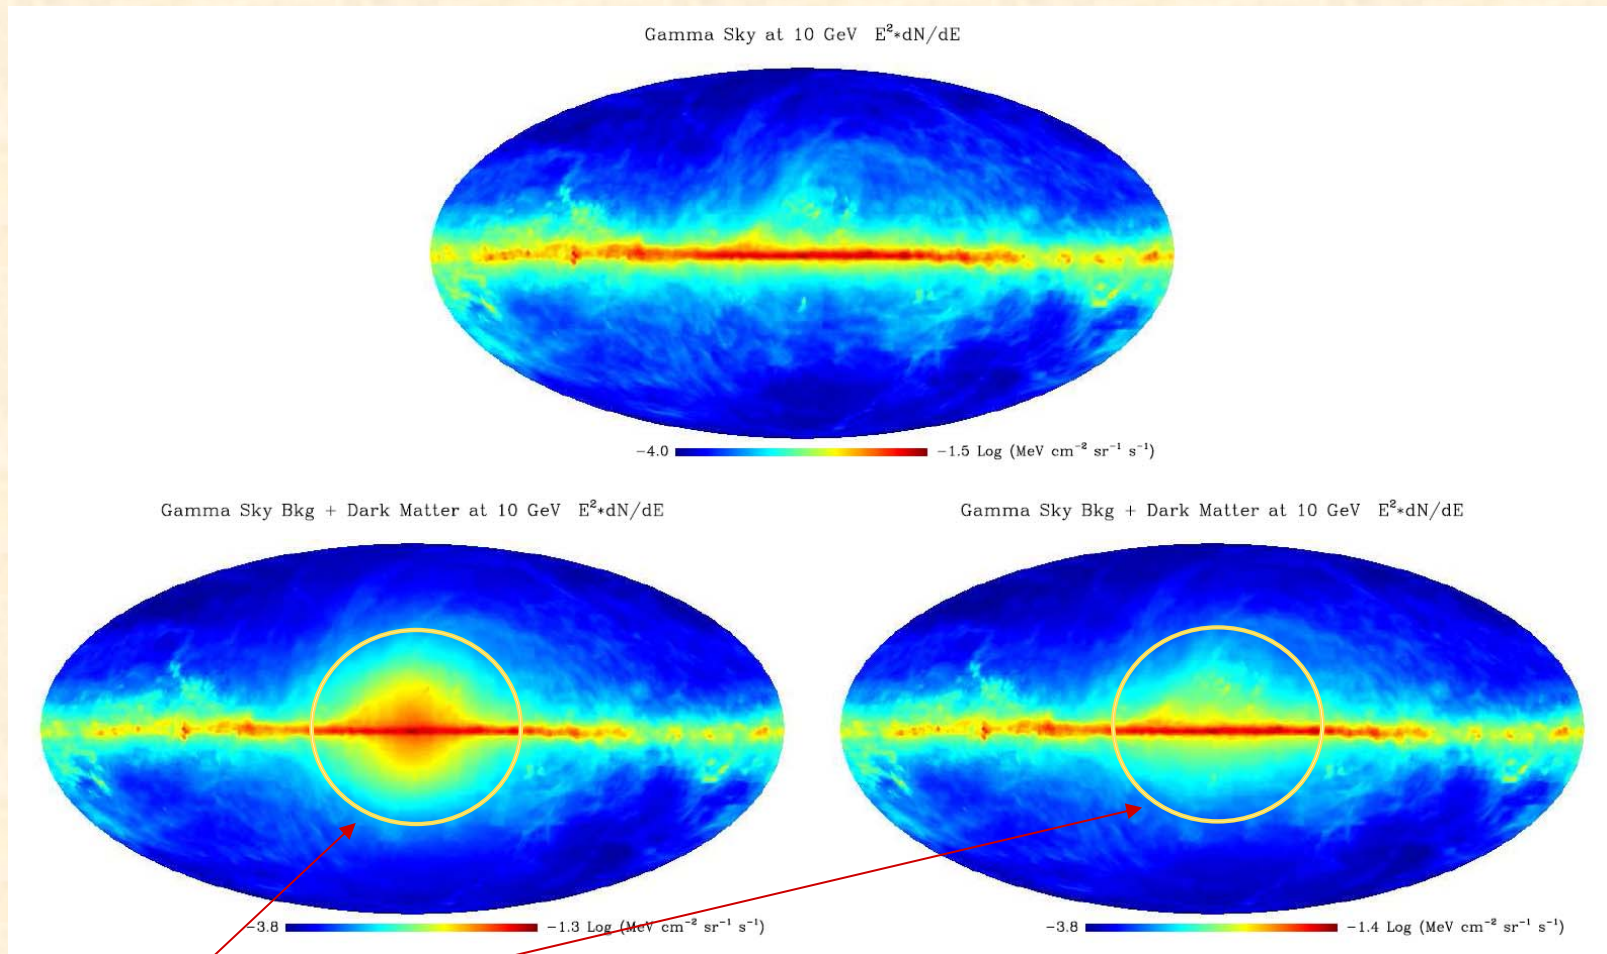 Gamma Sky at 10 GeV E²*dN/dE
−4.0 −1.5 Log (MeV cm⁻² sr⁻¹ s⁻¹)
Gamma Sky Bkg + Dark Matter at 10 GeV E²*dN/dE
Gamma Sky Bkg + Dark Matter at 10 GeV E²*dN/dE
−3.8 −1.3 Log (MeV cm⁻² sr⁻¹ s⁻¹)
−3.8 −1.4 Log (MeV cm⁻² sr⁻¹ s⁻¹)